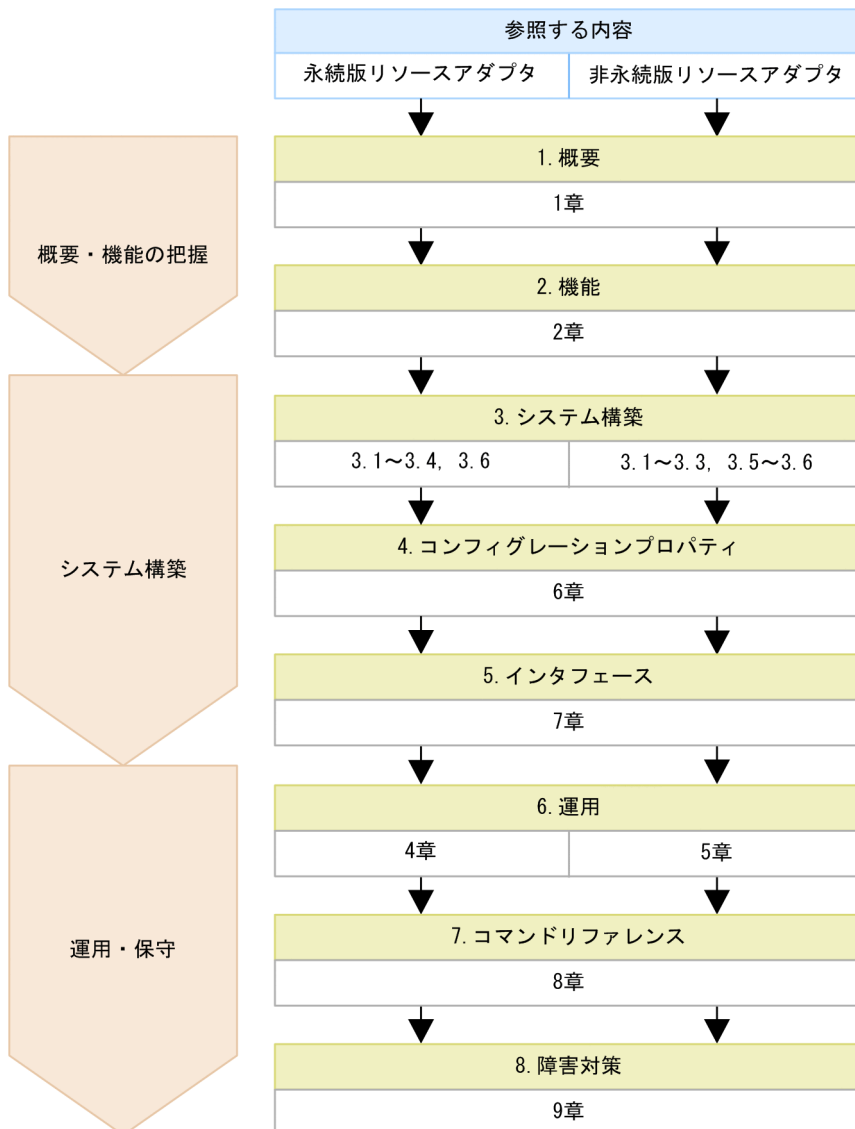 参照する内容
永続版リソースアダプタ
非永続版リソースアダプタ
概要・機能の把握
1. 概要
1章
2. 機能
2章
システム構築
3. システム構築
3.1〜3.4, 3.6
3.1〜3.3, 3.5〜3.6
4. コンフィグレーションプロパティ
6章
5. インタフェース
7章
運用・保守
6. 運用
4章
5章
7. コマンドリファレンス
8章
8. 障害対策
9章